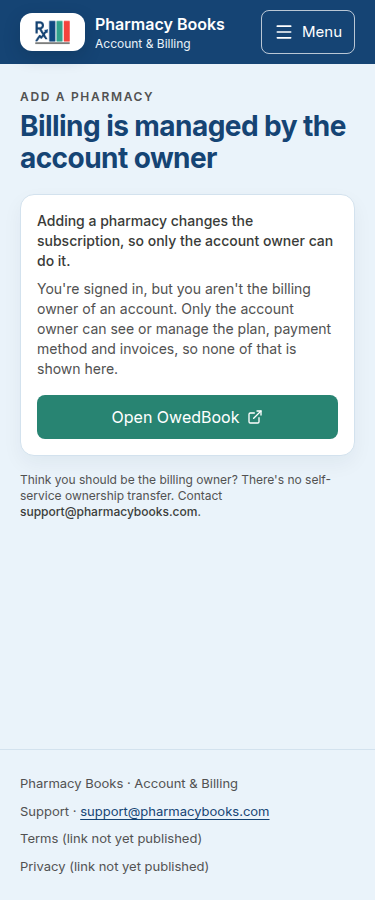 Rx
Pharmacy Books
Account & Billing
Menu
ADD A PHARMACY
Billing is managed by the
account owner
Adding a pharmacy changes the
subscription, so only the account owner can
do it.
You're signed in, but you aren't the billing
owner of an account. Only the account
owner can see or manage the plan, payment
method and invoices, so none of that is
shown here.
Open OwedBook
Think you should be the billing owner? There's no self-
service ownership transfer. Contact
support@pharmacybooks.com.
Pharmacy Books · Account & Billing
Support · support@pharmacybooks.com
Terms (link not yet published)
Privacy (link not yet published)